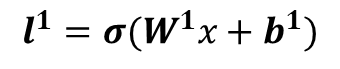 l¹ = σ(W¹x + b¹)